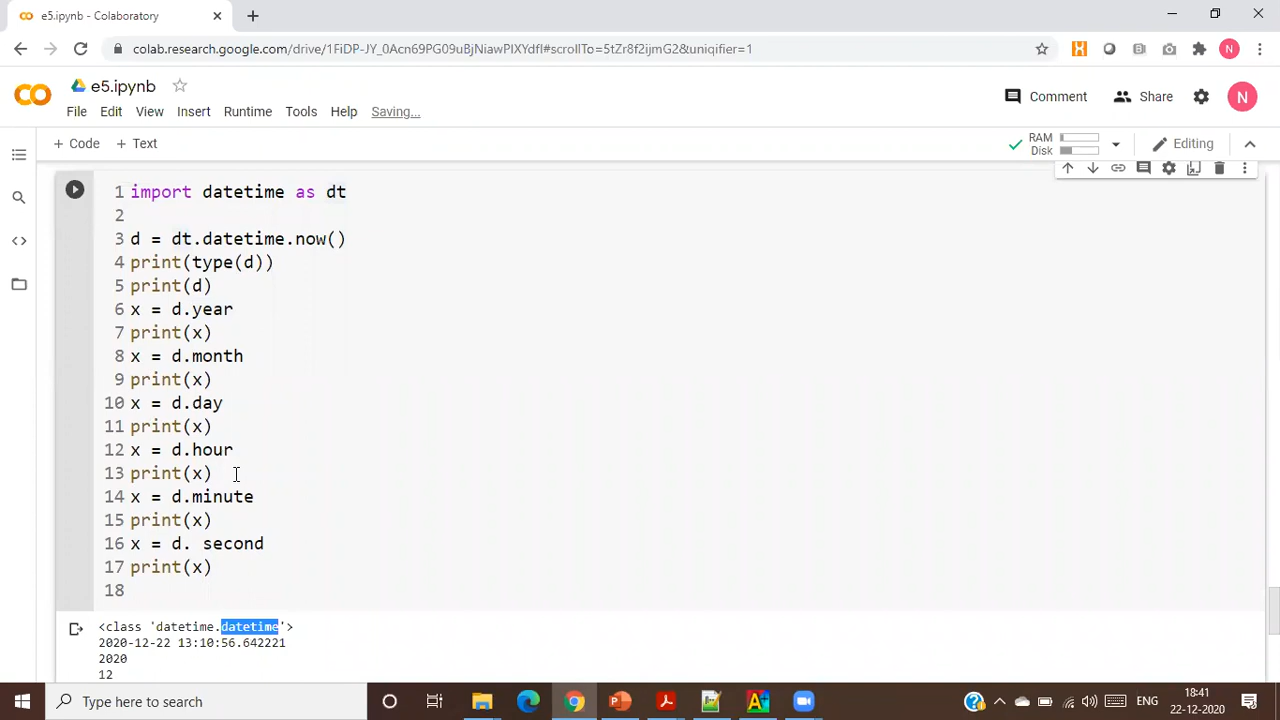 e5.ipynb - Colaboratory
colab.research.google.com/drive/1FiDP-JY_0Acn69PG09uBjNiawPIXYdfI#scrollTo=5tZr8f2ijmG2&uniqifier=1
N
e5.ipynb
File Edit View Insert Runtime Tools Help Saving...
Comment Share N
+ Code + Text
RAM
Disk
Editing
1 import datetime as dt
2
3 d = dt.datetime.now()
4 print(type(d))
5 print(d)
6 x = d.year
7 print(x)
8 x = d.month
9 print(x)
10 x = d.day
11 print(x)
12 x = d.hour
13 print(x)
14 x = d.minute
15 print(x)
16 x = d. second
17 print(x)
18
<class 'datetime.datetime'>
2020-12-22 13:10:56.642221
2020
12
Type here to search
ENG
18:41
22-12-2020